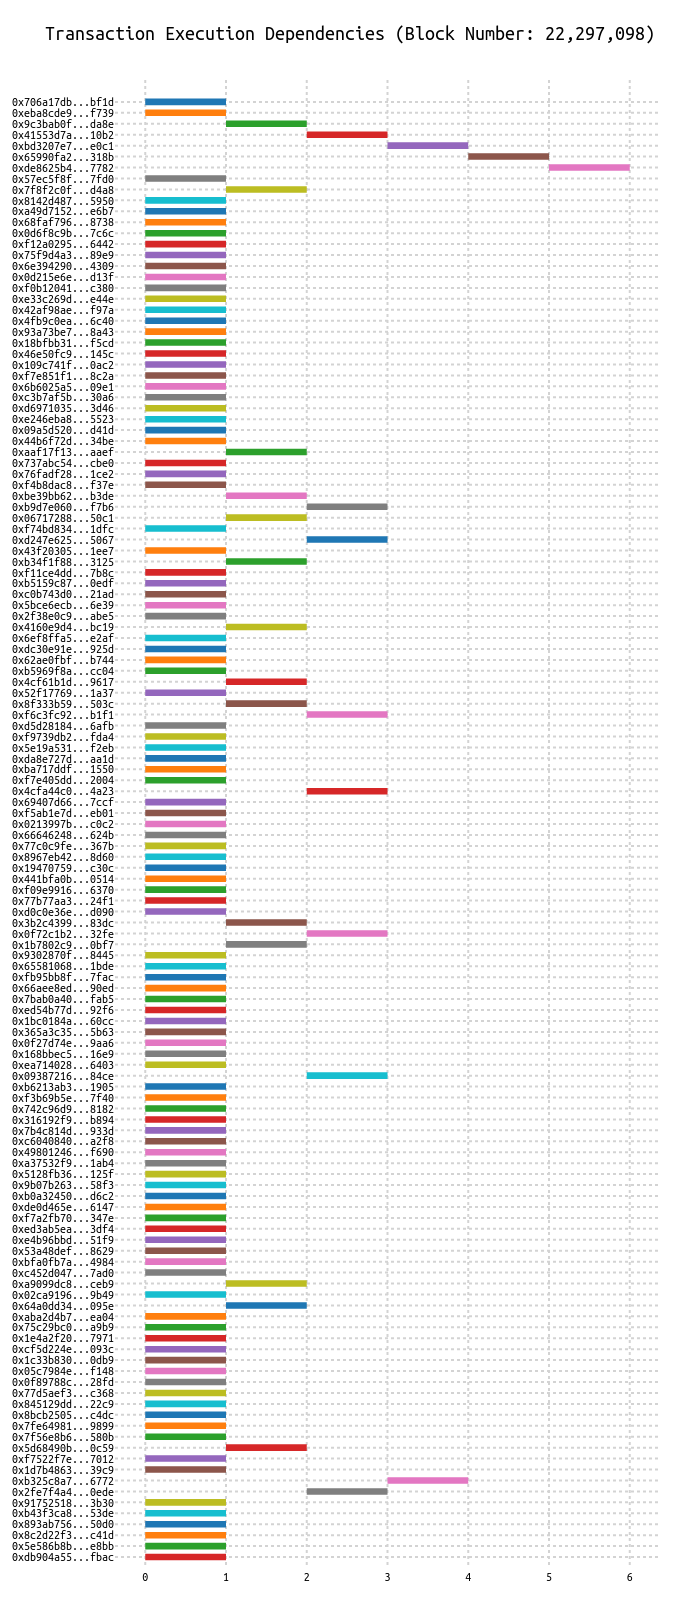 Transaction Execution Dependencies (Block Number: 22,297,098)
0x706a17db...bf1d
0xeba8cde9...f739
0x9c3bab0f...da8e
0x41553d7a...10b2
0xbd3207e7...e0c1
0x65990fa2...318b
0xde8625b4...7782
0x57ec5f8f...7fd0
0x7f8f2c0f...d4a8
0x8142d487...5950
0xa49d7152...e6b7
0x68faf796...8738
0x0d6f8c9b...7c6c
0xf12a0295...6442
0x75f9d4a3...89e9
0x6e394290...4309
0x0d215e6e...d13f
0xf0b12041...c380
0xe33c269d...e44e
0x42af98ae...f97a
0x4fb9c0ea...6c40
0x93a73be7...8a43
0x18bfbb31...f5cd
0x46e50fc9...145c
0x109c741f...0ac2
0xf7e851f1...8c2a
0x6b6025a5...09e1
0xc3b7af5b...30a6
0xd6971035...3d46
0xe246eba8...5523
0x09a5d520...d41d
0x44b6f72d...34be
0xaaf17f13...aaef
0x737abc54...cbe0
0x76fadf28...1ce2
0xf4b8dac8...f37e
0xbe39bb62...b3de
0xb9d7e060...f7b6
0x06717288...50c1
0xf74bd834...1dfc
0xd247e625...5067
0x43f20305...1ee7
0xb34f1f88...3125
0xf11ce4dd...7b8c
0xb5159c87...0edf
0xc0b743d0...21ad
0x5bce6ecb...6e39
0x2f38e0c9...abe5
0x4160e9d4...bc19
0x6ef8ffa5...e2af
0xdc30e91e...925d
0x62ae0fbf...b744
0xb5969f8a...cc04
0x4cf61b1d...9617
0x52f17769...1a37
0x8f333b59...503c
0xf6c3fc92...b1f1
0xd5d28184...6afb
0xf9739db2...fda4
0x5e19a531...f2eb
0xda8e727d...aa1d
0xba717ddf...1550
0xf7e405dd...2004
0x4cfa44c0...4a23
0x69407d66...7ccf
0xf5ab1e7d...eb01
0x0213997b...c0c2
0x66646248...624b
0x77c0c9fe...367b
0x8967eb42...8d60
0x19470759...c30c
0x441bfa0b...0514
0xf09e9916...6370
0x77b77aa3...24f1
0xd0c0e36e...d090
0x3b2c4399...83dc
0x0f72c1b2...32fe
0x1b7802c9...0bf7
0x9302870f...8445
0x65581068...1bde
0xfb95bb8f...7fac
0x66aee8ed...90ed
0x7bab0a40...fab5
0xed54b77d...92f6
0x1bc0184a...60cc
0x365a3c35...5b63
0x0f27d74e...9aa6
0x168bbec5...16e9
0xea714028...6403
0x09387216...84ce
0xb6213ab3...1905
0xf3b69b5e...7f40
0x742c96d9...8182
0x316192f9...b894
0x7b4c814d...933d
0xc6040840...a2f8
0x49801246...f690
0xa37532f9...1ab4
0x5128fb36...125f
0x9b07b263...58f3
0xb0a32450...d6c2
0xde0d465e...6147
0xf7a2fb70...347e
0xed3ab5ea...3df4
0xe4b96bbd...51f9
0x53a48def...8629
0xbfa0fb7a...4984
0xc452d047...7ad0
0xa9099dc8...ceb9
0x02ca9196...9b49
0x64a0dd34...095e
0xaba2d4b7...ea04
0x75c29bc0...a9b9
0x1e4a2f20...7971
0xcf5d224e...093c
0x1c33b830...0db9
0x05c7984e...f148
0x0f89788c...28fd
0x77d5aef3...c368
0x845129dd...22c9
0x8bcb2505...c4dc
0x7fe64981...9899
0x7f56e8b6...580b
0x5d68490b...0c59
0xf7522f7e...7012
0x1d7b4863...39c9
0xb325c8a7...6772
0x2fe7f4a4...0ede
0x91752518...3b30
0xb43f3ca8...53de
0x893ab756...50d0
0x8c2d22f3...c41d
0x5e586b8b...e8bb
0xdb904a55...fbac
0 1 2 3 4 5 6